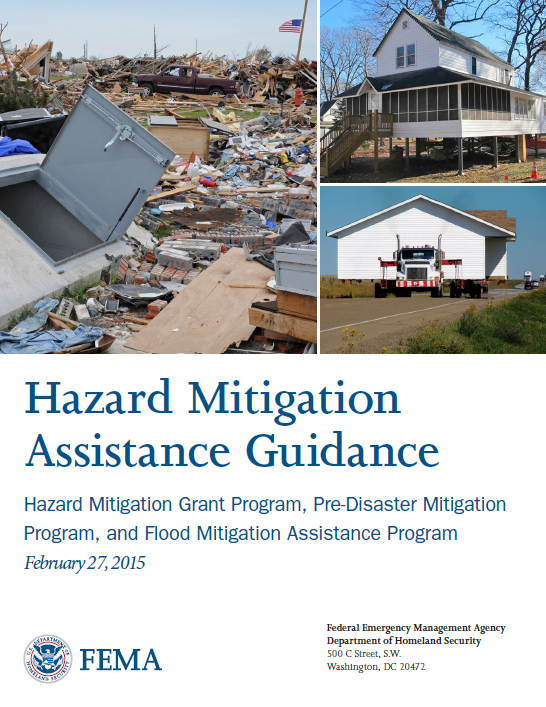 Hazard Mitigation
Assistance Guidance
Hazard Mitigation Grant Program, Pre-Disaster Mitigation
Program, and Flood Mitigation Assistance Program
February 27, 2015
U.S. DEPARTMENT OF
HOMELAND SECURITY
FEMA
Federal Emergency Management Agency
Department of Homeland Security
500 C Street, S.W.
Washington, DC 20472